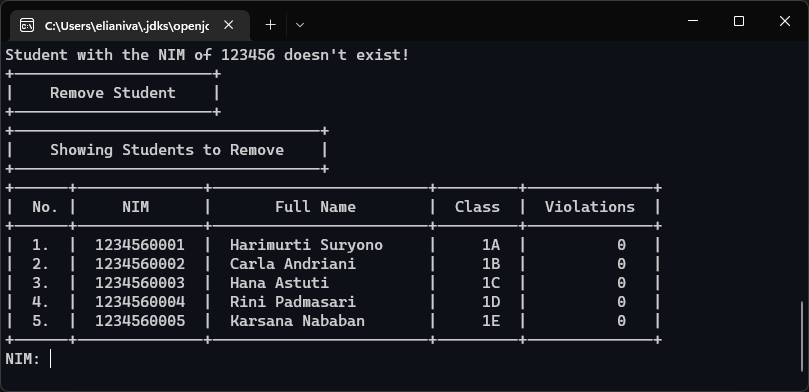 C:\Users\elianiva\.jdks\openjc
Student with the NIM of 123456 doesn't exist!
Remove Student
Showing Students to Remove
No. | NIM | Full Name | Class | Violations
1. | 1234560001 | Harimurti Suryono | 1A | 0
2. | 1234560002 | Carla Andriani | 1B | 0
3. | 1234560003 | Hana Astuti | 1C | 0
4. | 1234560004 | Rini Padmasari | 1D | 0
5. | 1234560005 | Karsana Nababan | 1E | 0
NIM: